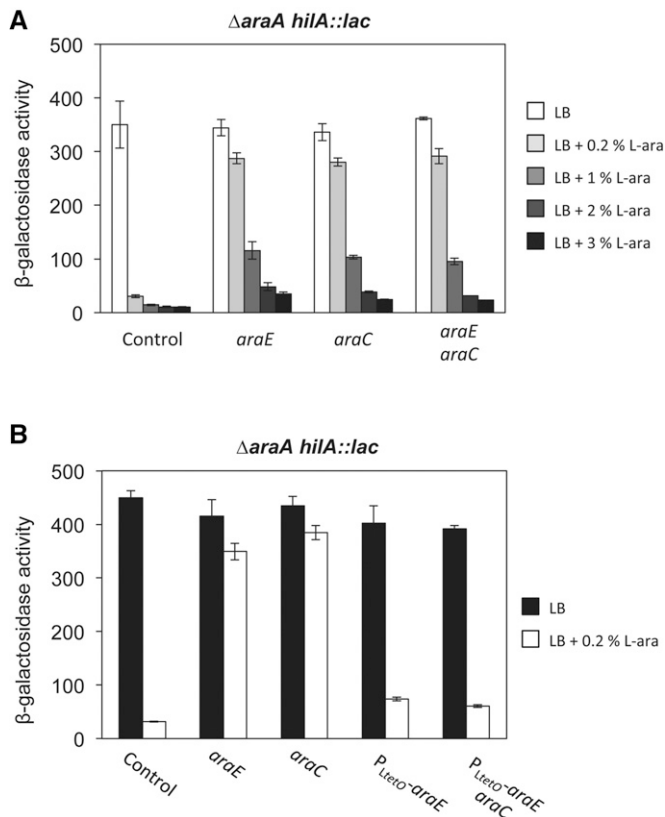 A
ΔaraA hilA::lac
β-galactosidase activity
500
400
300
200
100
0
Control
araE
araC
araE
araC
LB
LB + 0.2 % L-ara
LB + 1 % L-ara
LB + 2 % L-ara
LB + 3 % L-ara
B
ΔaraA hilA::lac
β-galactosidase activity
500
400
300
200
100
0
Control
araE
araC
PLtetO-araE
PLtetO-araE
araC
LB
LB + 0.2 % L-ara